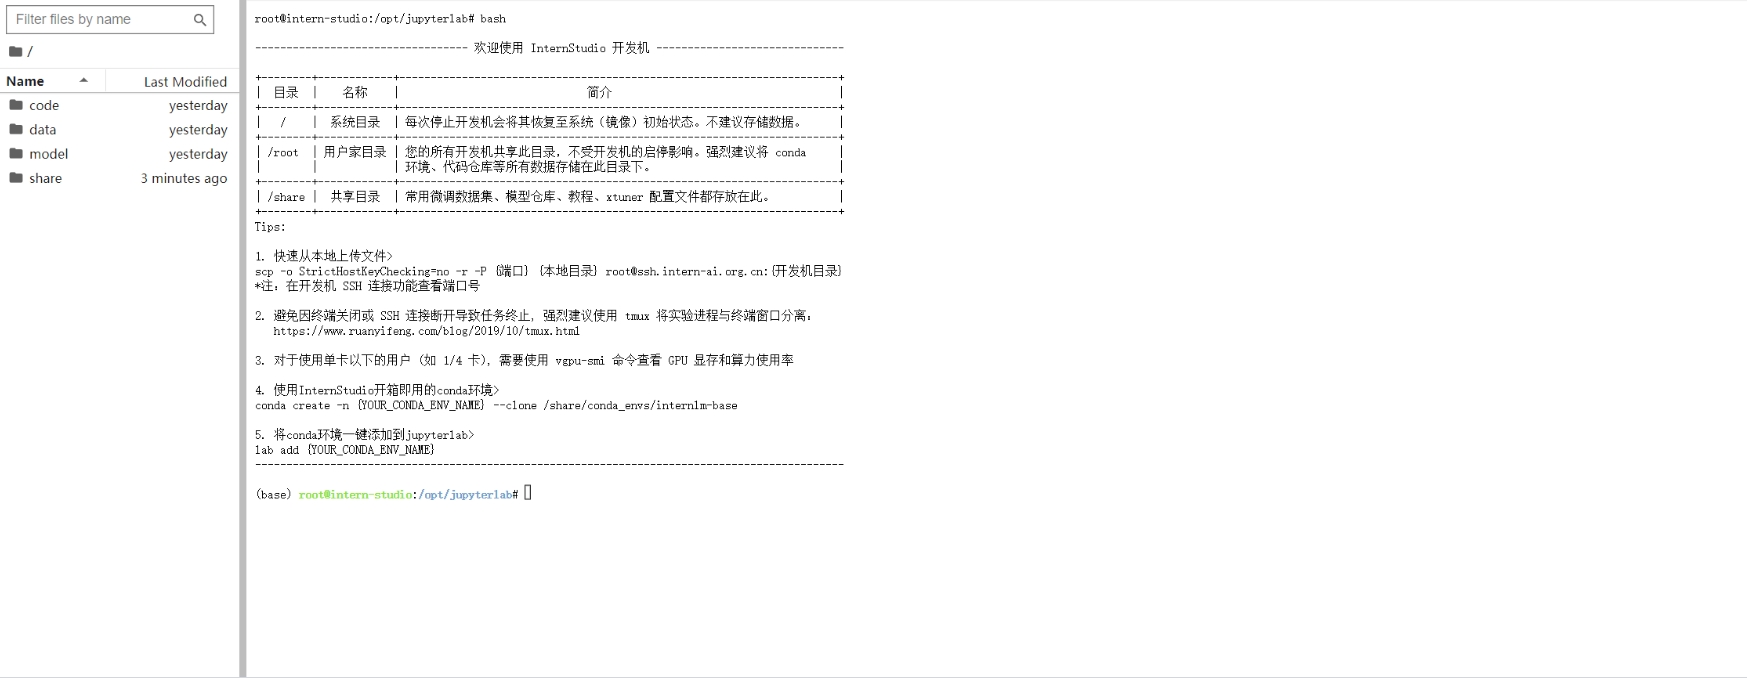 Filter files by name
/
Name Last Modified
code yesterday
data yesterday
model yesterday
share 3 minutes ago
root@intern-studio:/opt/jupyterlab# bash
---------------------------------- 欢迎使用 InternStudio 开发机 ------------------------------
+--------+------------+----------------------------------------------------------------------+
| 目录 | 名称 | 简介 |
+--------+------------+----------------------------------------------------------------------+
| / | 系统目录 | 每次停止开发机会将其恢复至系统（镜像）初始状态。不建议存储数据。 |
+--------+------------+----------------------------------------------------------------------+
| /root | 用户家目录 | 您的所有开发机共享此目录，不受开发机的启停影响。强烈建议将 conda |
| | | 环境、代码仓库等所有数据存储在此目录下。 |
+--------+------------+----------------------------------------------------------------------+
| /share | 共享目录 | 常用微调数据集、模型仓库、教程、xtuner 配置文件都存放在此。 |
+--------+------------+----------------------------------------------------------------------+
Tips:
1. 快速从本地上传文件>
scp -o StrictHostKeyChecking=no -r -P {端口} {本地目录} root@ssh.intern-ai.org.cn:{开发机目录}
*注：在开发机 SSH 连接功能查看端口号
2. 避免因终端关闭或 SSH 连接断开导致任务终止，强烈建议使用 tmux 将实验进程与终端窗口分离：
https://www.ruanyifeng.com/blog/2019/10/tmux.html
3. 对于使用单卡以下的用户（如 1/4 卡），需要使用 vgpu-smi 命令查看 GPU 显存和算力使用率
4. 使用InternStudio开箱即用的conda环境>
conda create -n {YOUR_CONDA_ENV_NAME} --clone /share/conda_envs/internlm-base
5. 将conda环境一键添加到jupyterlab>
lab add {YOUR_CONDA_ENV_NAME}
----------------------------------------------------------------------------------------------
(base) root@intern-studio:/opt/jupyterlab#